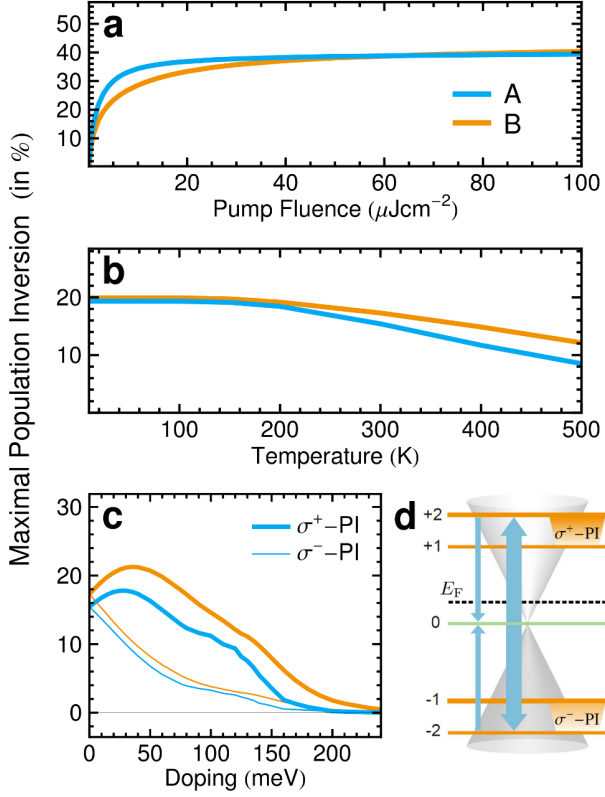 Maximal Population Inversion (in %)
a
50
40
30
20
10
A
B
20 40 60 80 100
Pump Fluence (μJcm⁻²)
b
20
10
100 200 300 400 500
Temperature (K)
c
30
20
10
0
σ⁺−PI
σ⁻−PI
0 50 100 150 200
Doping (meV)
d
+2
σ⁺−PI
+1
E_F
0
-1
σ⁻−PI
-2